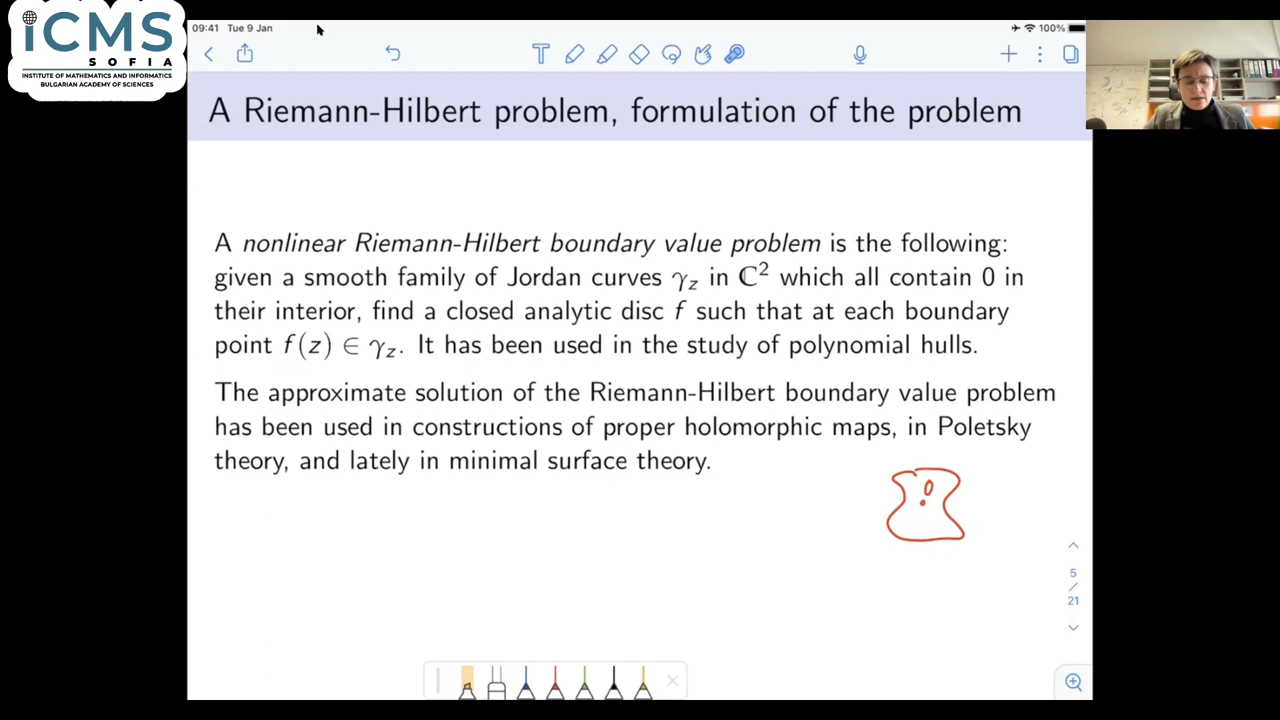 iCMS
SOFIA
INSTITUTE OF MATHEMATICS AND INFORMATICS
BULGARIAN ACADEMY OF SCIENCES
09:41 Tue 9 Jan
100%
A Riemann-Hilbert problem, formulation of the problem
A nonlinear Riemann-Hilbert boundary value problem is the following:
given a smooth family of Jordan curves γ_z in ℂ² which all contain 0 in
their interior, find a closed analytic disc f such that at each boundary
point f(z) ∈ γ_z. It has been used in the study of polynomial hulls.
The approximate solution of the Riemann-Hilbert boundary value problem
has been used in constructions of proper holomorphic maps, in Poletsky
theory, and lately in minimal surface theory.
0
5
/
21